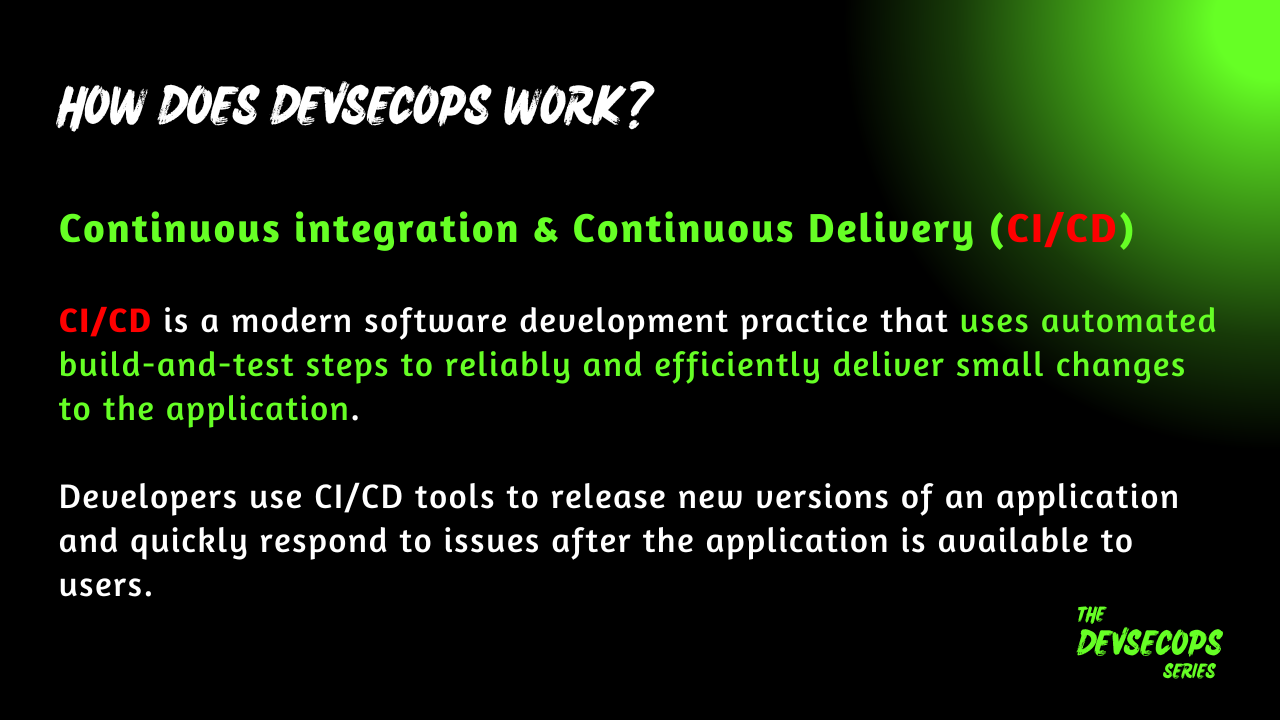 HOW DOES DEVSECOPS WORK?
Continuous integration & Continuous Delivery (CI/CD)
CI/CD is a modern software development practice that uses automated
build-and-test steps to reliably and efficiently deliver small changes
to the application.
Developers use CI/CD tools to release new versions of an application
and quickly respond to issues after the application is available to
users.
THE
DEVSECOPS
SERIES